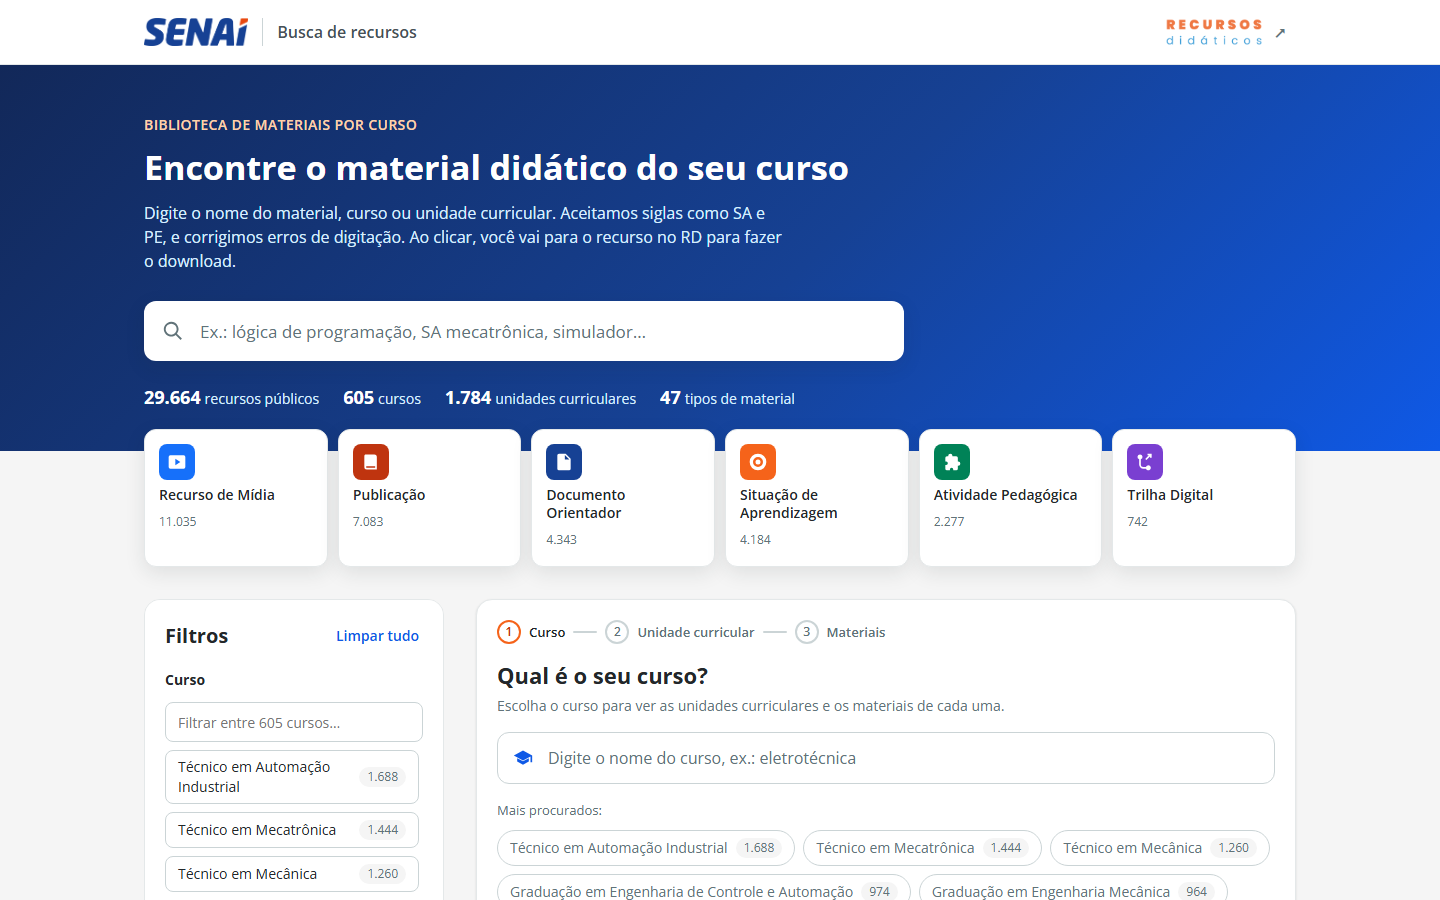 SENAI
Busca de recursos
RECURSOS
didáticos
BIBLIOTECA DE MATERIAIS POR CURSO
Encontre o material didático do seu curso
Digite o nome do material, curso ou unidade curricular. Aceitamos siglas como SA e
PE, e corrigimos erros de digitação. Ao clicar, você vai para o recurso no RD para fazer
o download.
Ex.: lógica de programação, SA mecatrônica, simulador...
29.664 recursos públicos 605 cursos 1.784 unidades curriculares 47 tipos de material
Recurso de Mídia
11.035
Publicação
7.083
Documento
Orientador
4.343
Situação de
Aprendizagem
4.184
Atividade Pedagógica
2.277
Trilha Digital
742
Filtros
Limpar tudo
Curso
Filtrar entre 605 cursos...
Técnico em Automação
Industrial
1.688
Técnico em Mecatrônica 1.444
Técnico em Mecânica 1.260
1 Curso 2 Unidade curricular 3 Materiais
Qual é o seu curso?
Escolha o curso para ver as unidades curriculares e os materiais de cada uma.
Digite o nome do curso, ex.: eletrotécnica
Mais procurados:
Técnico em Automação Industrial 1.688 Técnico em Mecatrônica 1.444 Técnico em Mecânica 1.260
Graduação em Engenharia de Controle e Automação 974 Graduação em Engenharia Mecânica 964